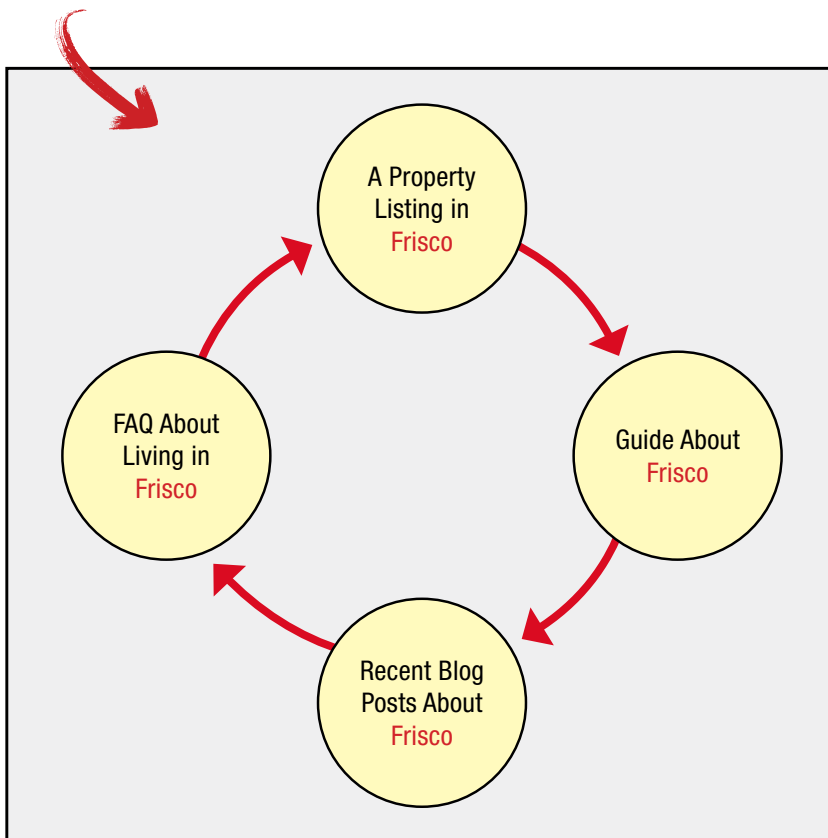 A Property
Listing in
Frisco
Guide About
Frisco
Recent Blog
Posts About
Frisco
FAQ About
Living in
Frisco